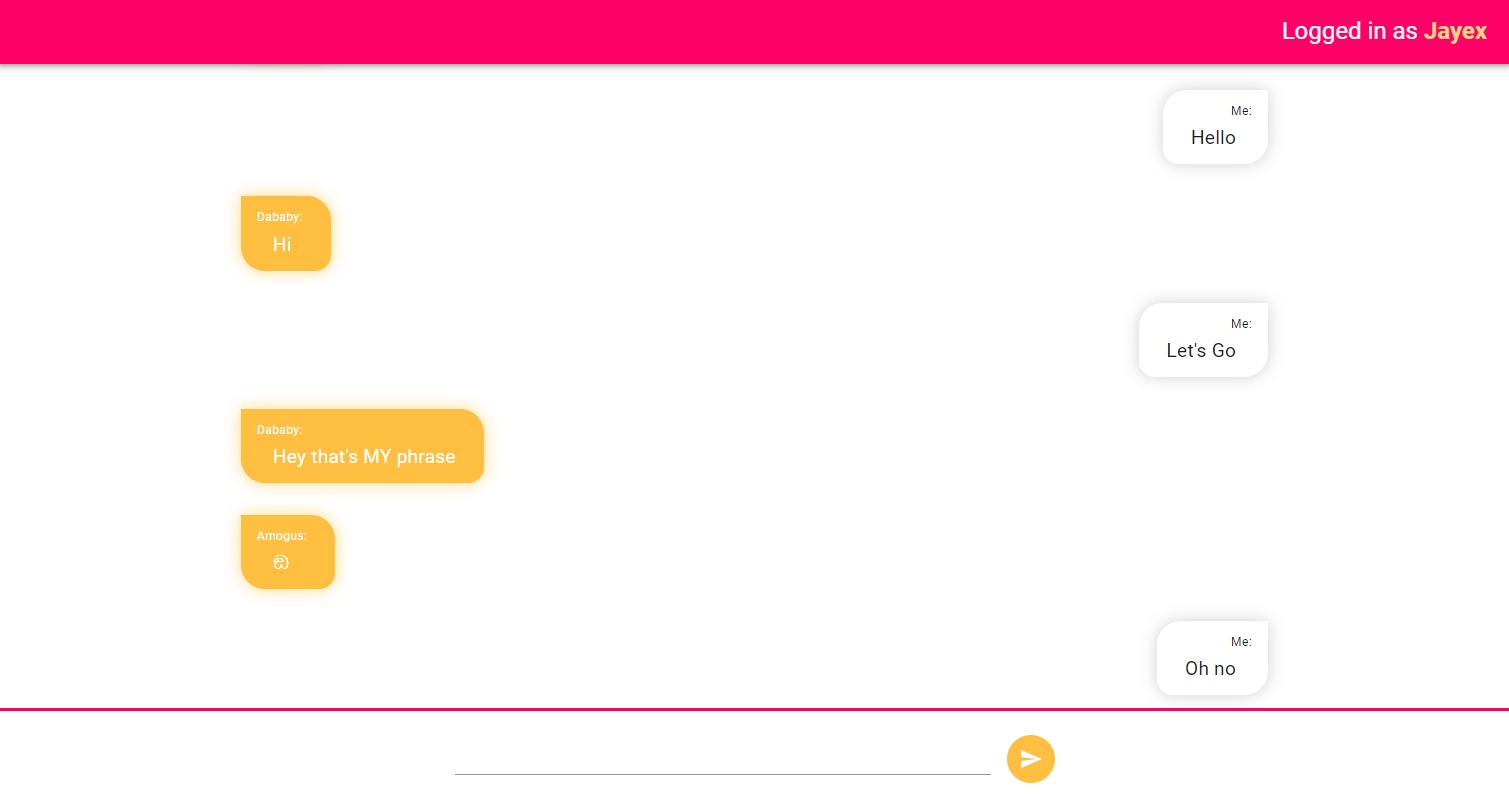 Logged in as Jayex
Me:
Hello
Dababy:
Hi
Me:
Let's Go
Dababy:
Hey that's MY phrase
Amogus:
ඞ
Me:
Oh no